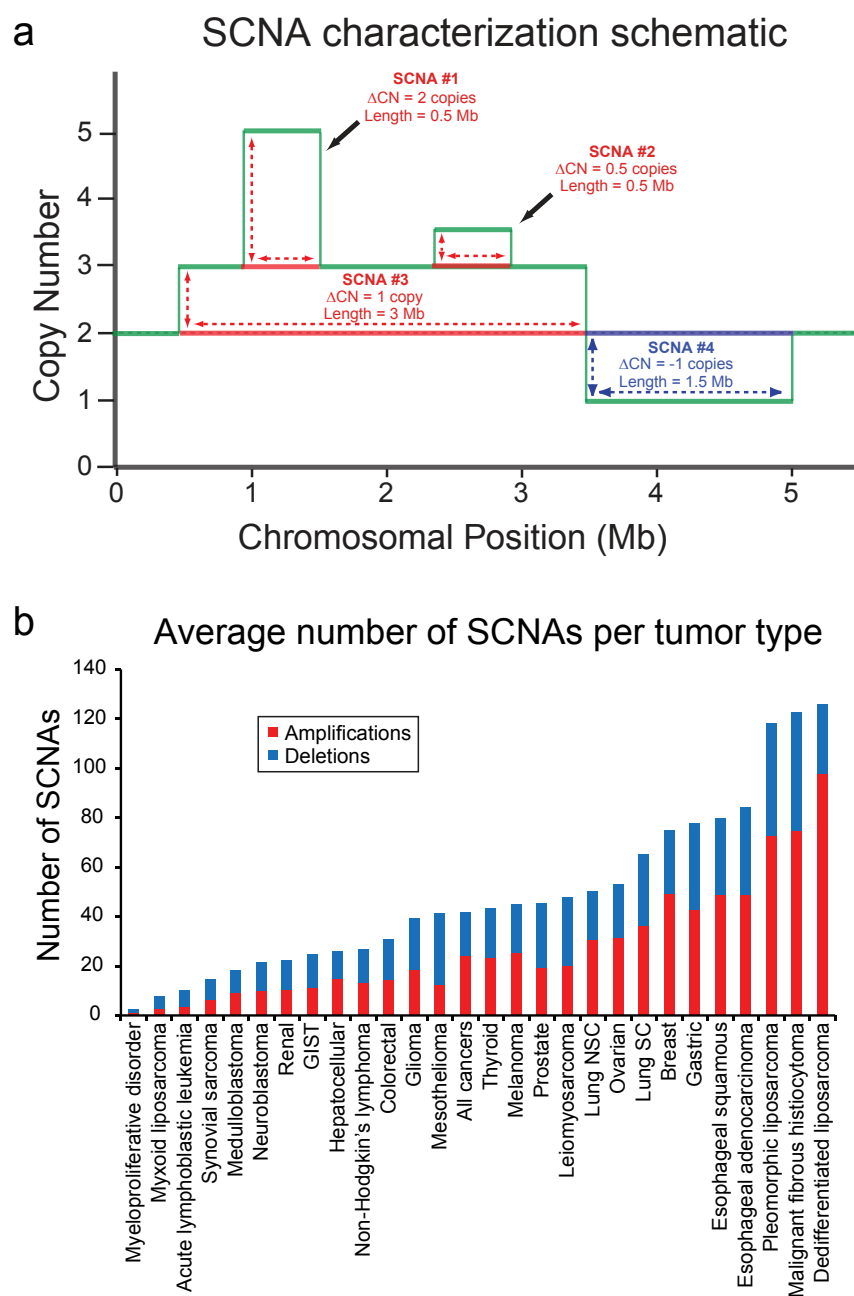 a
SCNA characterization schematic
SCNA #1
ΔCN = 2 copies
Length = 0.5 Mb
SCNA #2
ΔCN = 0.5 copies
Length = 0.5 Mb
SCNA #3
ΔCN = 1 copy
Length = 3 Mb
SCNA #4
ΔCN = -1 copies
Length = 1.5 Mb
Copy Number
5
4
3
2
1
0
0 1 2 3 4 5
Chromosomal Position (Mb)
b
Average number of SCNAs per tumor type
Number of SCNAs
140
120
100
80
60
40
20
0
Amplifications
Deletions
Myeloproliferative disorder
Myxoid liposarcoma
Acute lymphoblastic leukemia
Synovial sarcoma
Medulloblastoma
Neuroblastoma
Renal
GIST
Hepatocellular
Non-Hodgkin's lymphoma
Colorectal
Glioma
Mesothelioma
All cancers
Thyroid
Melanoma
Prostate
Leiomyosarcoma
Lung NSC
Ovarian
Lung SC
Breast
Gastric
Esophageal squamous
Esophageal adenocarcinoma
Pleomorphic liposarcoma
Malignant fibrous histiocytoma
Dedifferentiated liposarcoma